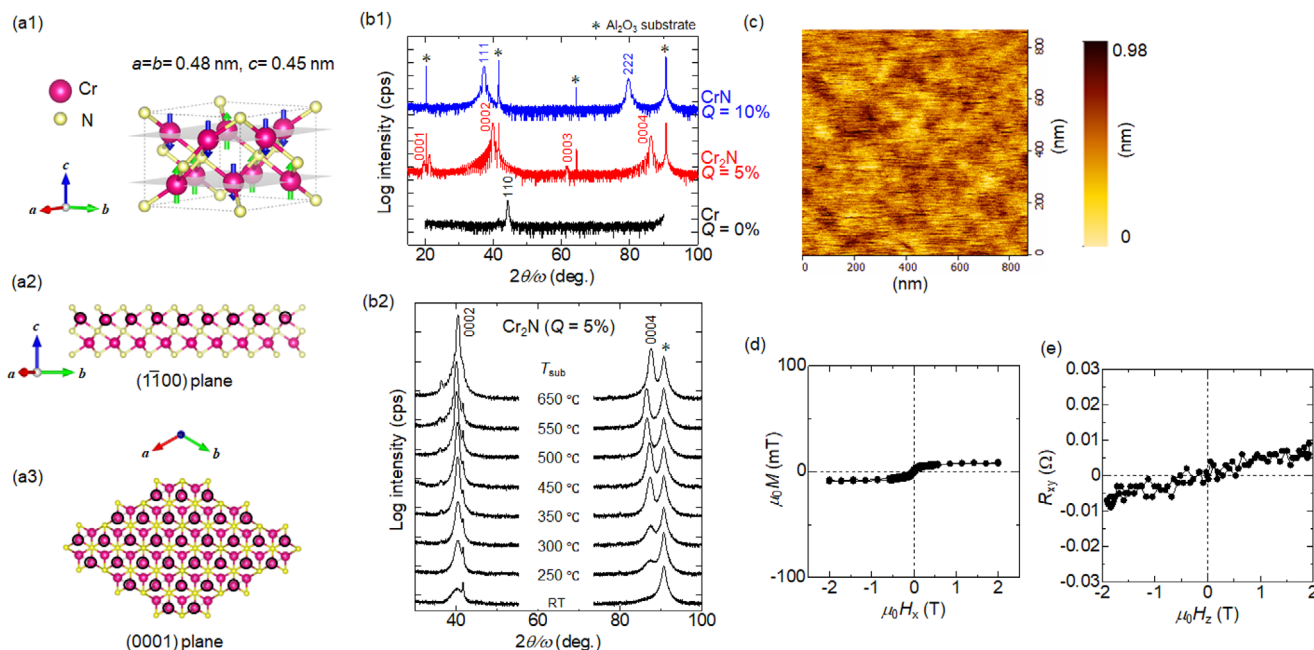 (a1)
a=b= 0.48 nm, c= 0.45 nm
Cr
N
c
a
b
(a2)
c
a
b
(11̅00) plane
a
b
(a3)
(0001) plane
(b1)
* Al2O3 substrate
Log intensity (cps)
*
111
*
*
222
*
CrN
Q = 10%
0001
0002
0003
0004
Cr2N
Q = 5%
110
Cr
Q = 0%
20 40 60 80 100
2θ/ω (deg.)
(b2)
Log intensity (cps)
0002
Cr2N (Q = 5%)
0004
*
Tsub
650 °C
550 °C
500 °C
450 °C
350 °C
300 °C
250 °C
RT
40 60 80 100
2θ/ω (deg.)
(c)
0 200 400 600 800
(nm)
0 200 400 600 800
(nm)
0.98
(nm)
0
(d)
100
0
-100
μ0M (mT)
-2 -1 0 1 2
μ0Hx (T)
(e)
0.03
0.02
0.01
0
-0.01
-0.02
-0.03
Rxy (Ω)
-2 -1 0 1 2
μ0Hz (T)